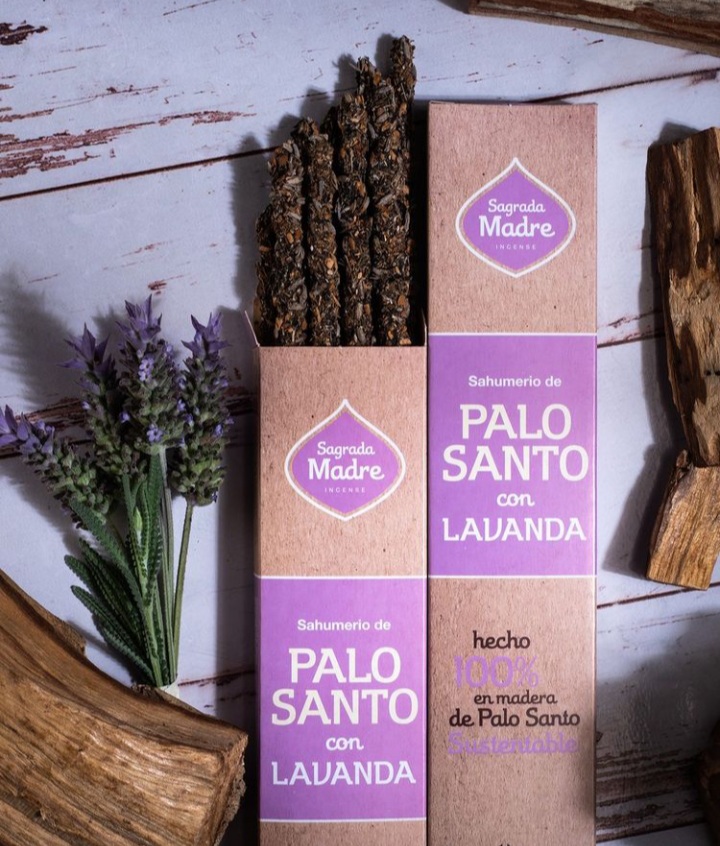 Sagrada
Madre
INCENSE
Sahumerio de
PALO
SANTO
con
LAVANDA
Sagrada
Madre
INCENSE
Sahumerio de
PALO
SANTO
con
LAVANDA
hecho
100%
en madera
de Palo Santo
Sustentable